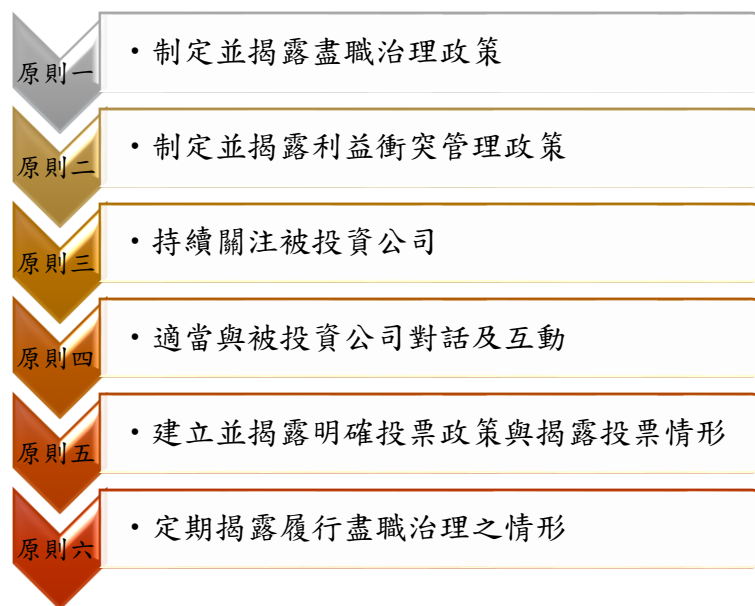 原則一
・制定並揭露盡職治理政策
原則二
・制定並揭露利益衝突管理政策
原則三
・持續關注被投資公司
原則四
・適當與被投資公司對話及互動
原則五
・建立並揭露明確投票政策與揭露投票情形
原則六
・定期揭露履行盡職治理之情形